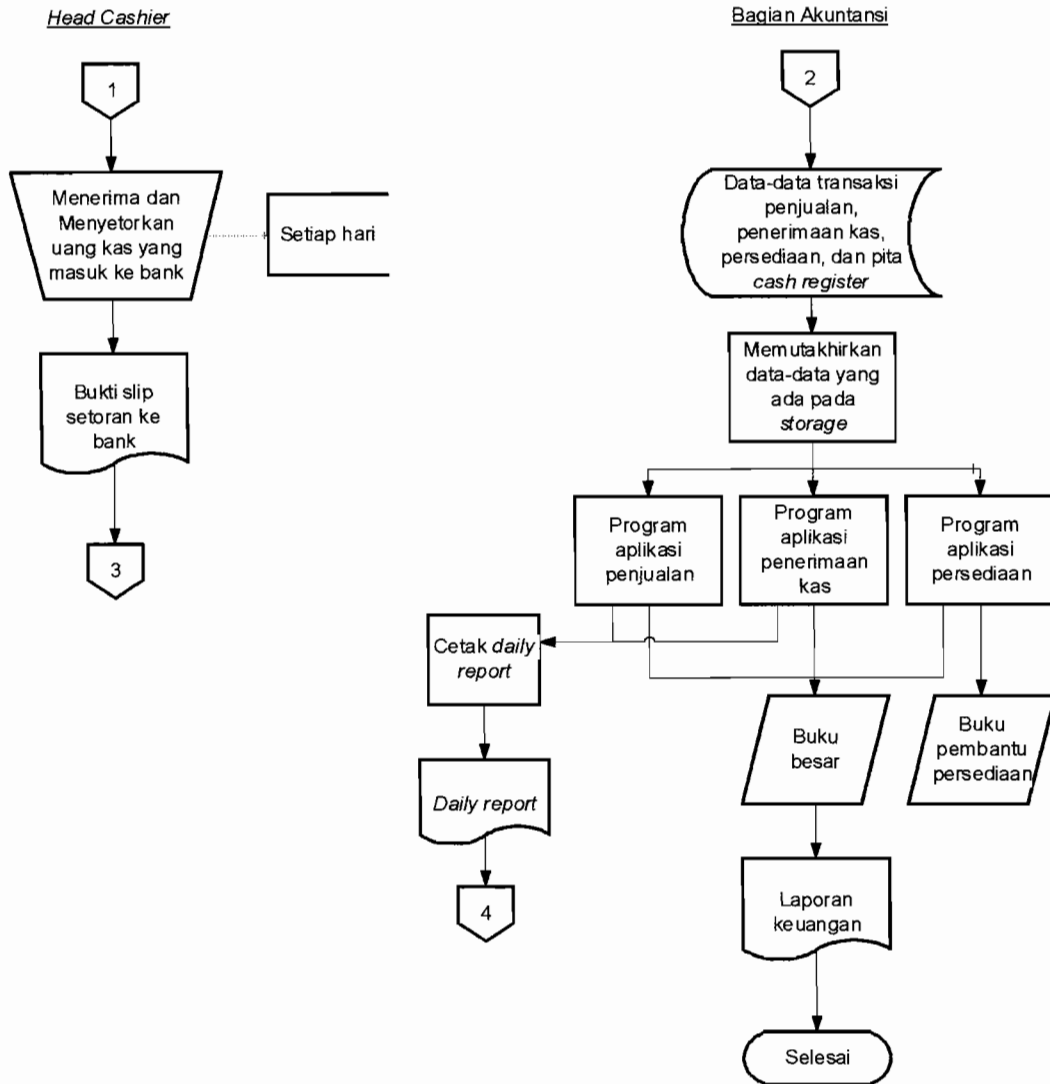 Head Cashier
1
Menerima dan
Menyetorkan
uang kas yang
masuk ke bank
Setiap hari
Bukti slip
setoran ke
bank
3
Bagian Akuntansi
2
Data-data transaksi
penjualan,
penerimaan kas,
persediaan, dan pita
cash register
Memutakhirkan
data-data yang
ada pada
storage
Program
aplikasi
penjualan
Program
aplikasi
penerimaan
kas
Program
aplikasi
persediaan
Cetak daily
report
Daily report
4
Buku
besar
Buku
pembantu
persediaan
Laporan
keuangan
Selesai